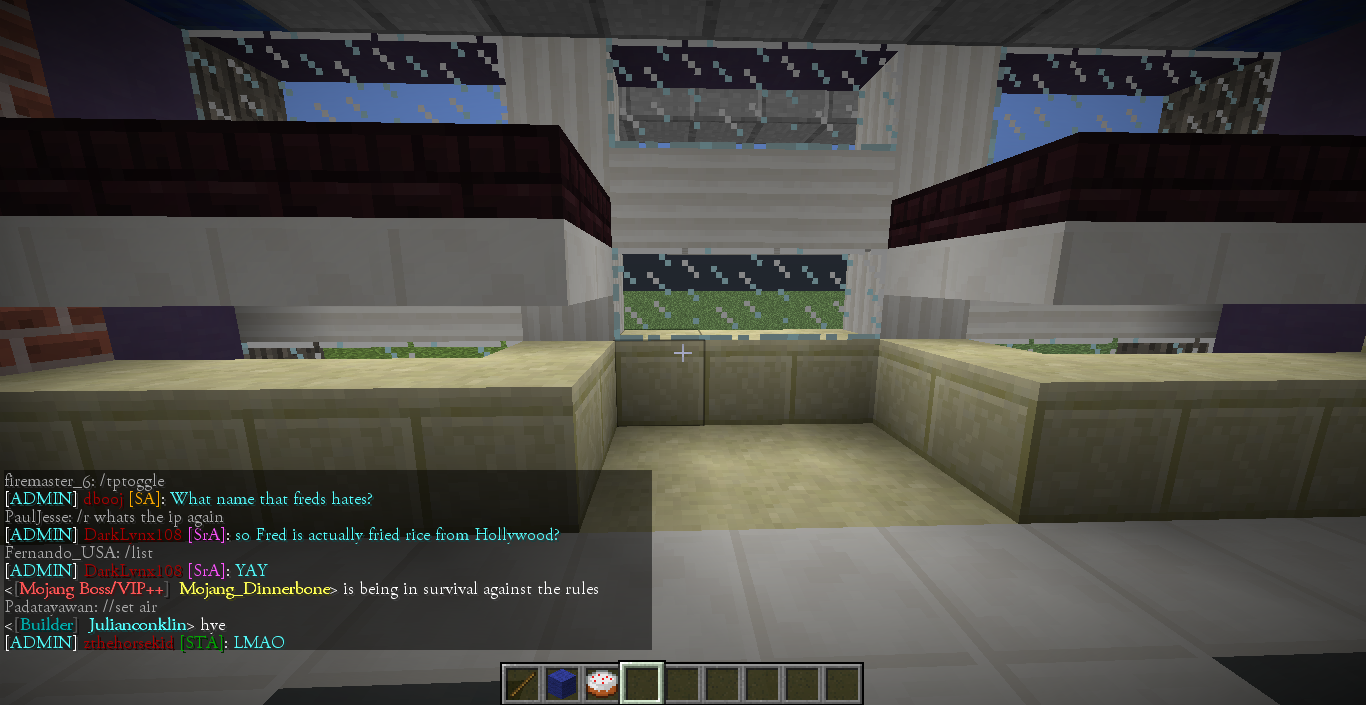 firemaster_6: /tptoggle
[ADMIN] dbooj [SA]: What name that freds hates?
PaulJesse: /r whats the ip again
[ADMIN] DarkLynx108 [SrA]: so Fred is actually fried rice from Hollywood?
Fernando_USA: /list
[ADMIN] DarkLynx108 [SrA]: YAY
<[Mojang Boss/VIP++] Mojang_Dinnerbone> is being in survival against the rules
Padatayawan: //set air
<[Builder] Julianconklin> hye
[ADMIN] zthehorsekid [STA]: LMAO